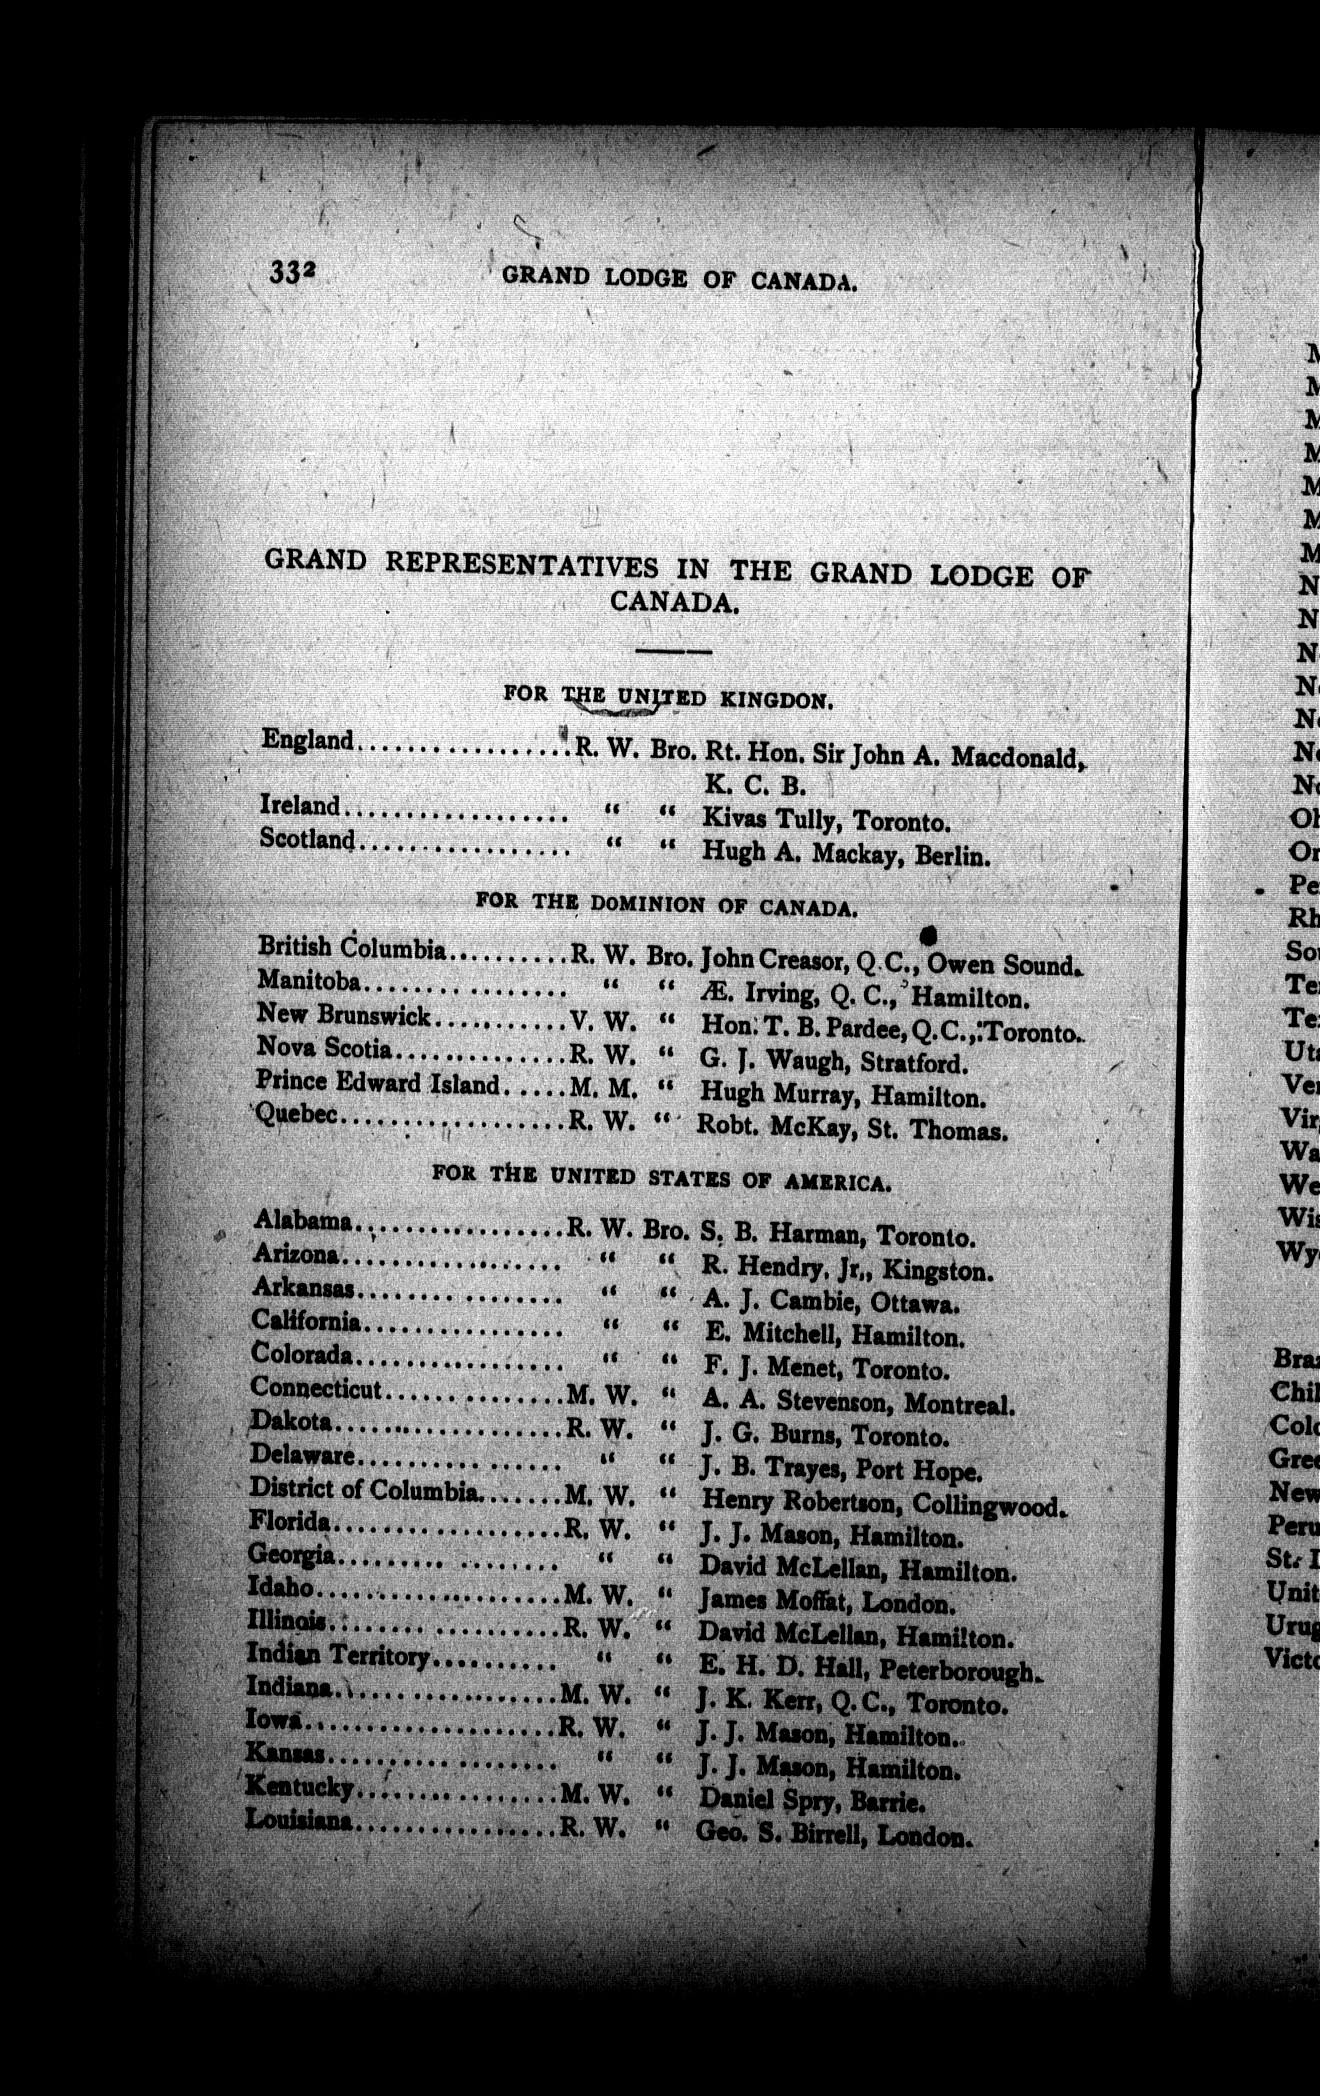 332 GRAND LODGE OF CANADA.
GRAND REPRESENTATIVES IN THE GRAND LODGE OF
CANADA.
FOR THE UNITED KINGDON.
England.................R. W. Bro. Rt. Hon. Sir John A. Macdonald,
K. C. B.
Ireland.................. “ “ Kivas Tully, Toronto.
Scotland................. “ “ Hugh A. Mackay, Berlin.
FOR THE DOMINION OF CANADA.
British Columbia..........R. W. Bro. John Creasor, Q.C., Owen Sound.
Manitoba................ “ “ Æ. Irving, Q. C., Hamilton.
New Brunswick...........V. W. “ Hon. T. B. Pardee, Q.C., Toronto.
Nova Scotia..............R. W. “ G. J. Waugh, Stratford.
Prince Edward Island.....M. M. “ Hugh Murray, Hamilton.
Quebec..................R. W. “ Robt. McKay, St. Thomas.
FOR THE UNITED STATES OF AMERICA.
Alabama.................R. W. Bro. S. B. Harman, Toronto.
Arizona.................. “ “ R. Hendry, Jr., Kingston.
Arkansas................ “ “ A. J. Cambie, Ottawa.
California................ “ “ E. Mitchell, Hamilton.
Colorada................. “ “ F. J. Menet, Toronto.
Connecticut..............M. W. “ A. A. Stevenson, Montreal.
Dakota..................R. W. “ J. G. Burns, Toronto.
Delaware................ “ “ J. B. Trayes, Port Hope.
District of Columbia.......M. W. “ Henry Robertson, Collingwood.
Florida..................R. W. “ J. J. Mason, Hamilton.
Georgia................. “ “ David McLellan, Hamilton.
Idaho....................M. W. “ James Moffat, London.
Illinois..................R. W. “ David McLellan, Hamilton.
Indian Territory.......... “ “ E. H. D. Hall, Peterborough.
Indiana.................M. W. “ J. K. Kerr, Q. C., Toronto.
Iowa....................R. W. “ J. J. Mason, Hamilton.
Kansas.................. “ “ J. J. Mason, Hamilton.
Kentucky................M. W. “ Daniel Spry, Barrie.
Louisiana................R. W. “ Geo. S. Birrell, London.